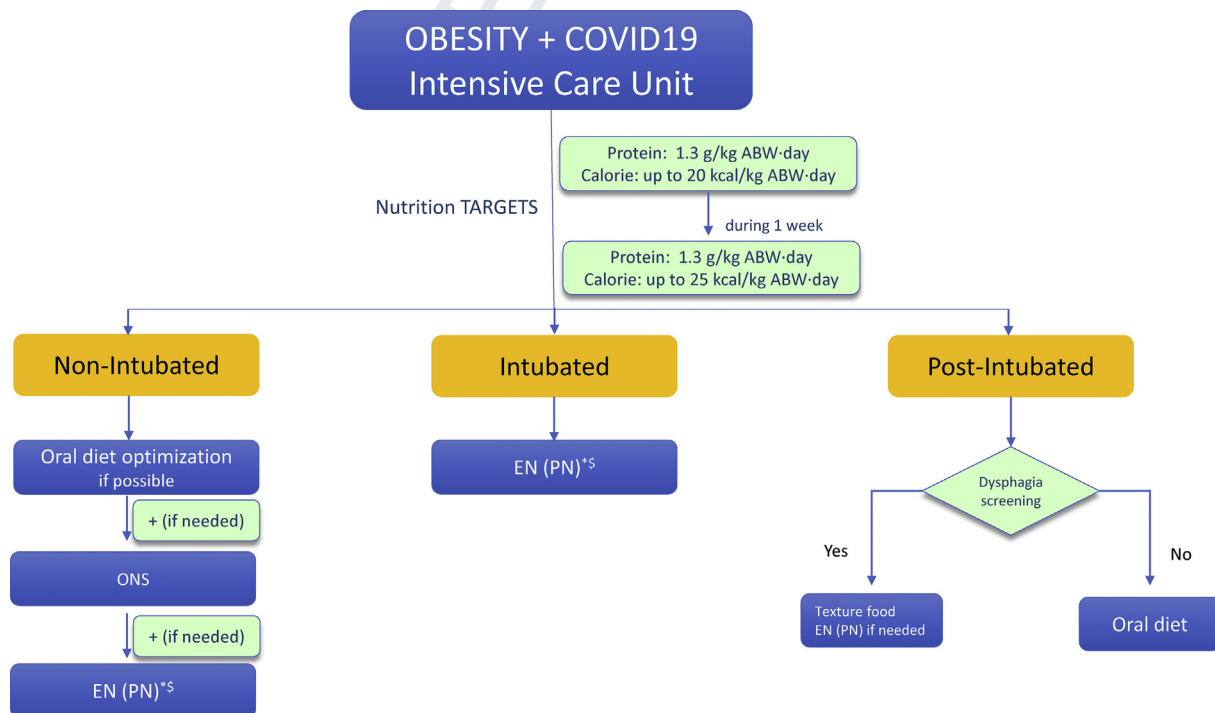 OBESITY + COVID19
Intensive Care Unit
Protein: 1.3 g/kg ABW·day
Calorie: up to 20 kcal/kg ABW·day
Nutrition TARGETS
during 1 week
Protein: 1.3 g/kg ABW·day
Calorie: up to 25 kcal/kg ABW·day
Non-Intubated
Intubated
Post-Intubated
Oral diet optimization
if possible
EN (PN)*$
Dysphagia
screening
+ (if needed)
Yes
No
ONS
Texture food
EN (PN) if needed
Oral diet
+ (if needed)
EN (PN)*$